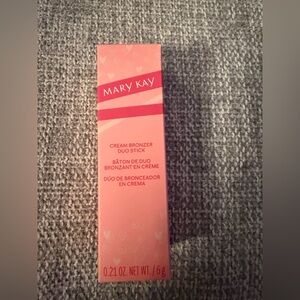 MARY KAY
CREAM BRONZER
DUO STICK
BÂTON DE DUO
BRONZANT EN CRÈME
DÚO DE BRONCEADOR
EN CREMA
0.21 OZ. NET WT. / 6 g